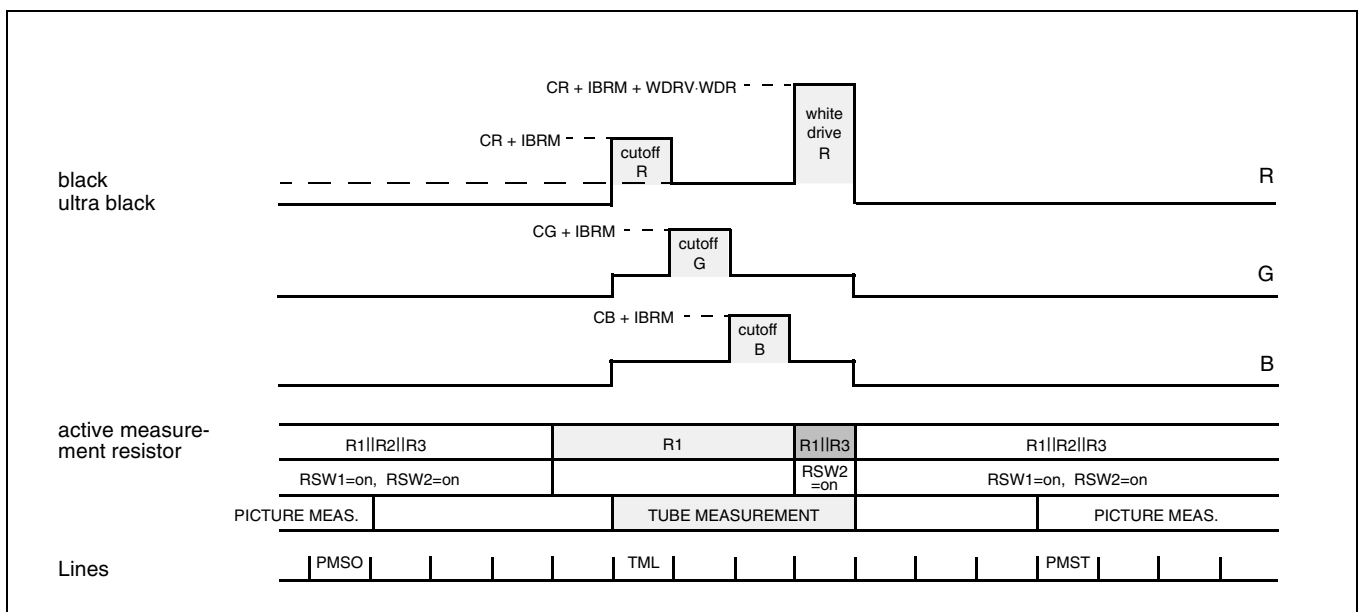 CR + IBRM + WDRV·WDR
white
drive
R
CR + IBRM
cutoff
R
black
ultra black
R
CG + IBRM
cutoff
G
G
CB + IBRM
cutoff
B
B
active measure-
ment resistor
R1||R2||R3
R1
R1||R3
R1||R2||R3
RSW1=on, RSW2=on
RSW2
=on
RSW1=on, RSW2=on
PICTURE MEAS.
TUBE MEASUREMENT
PICTURE MEAS.
Lines
PMSO
TML
PMST